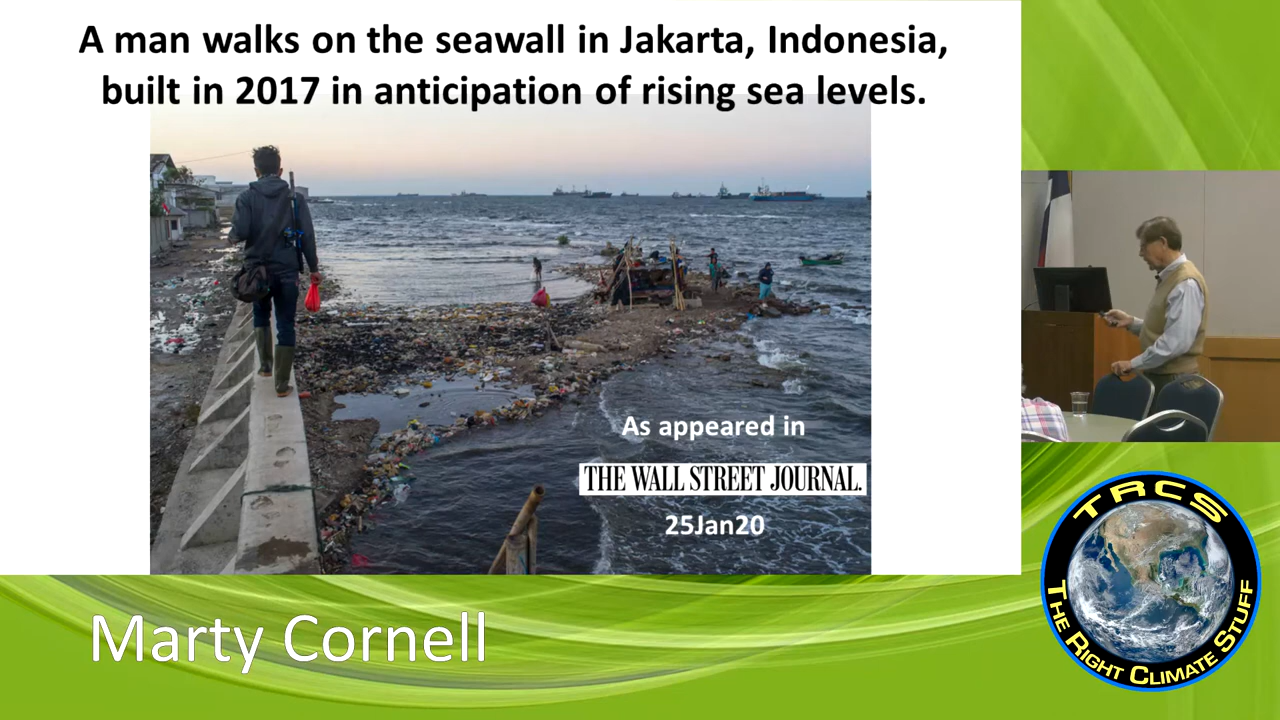 A man walks on the seawall in Jakarta, Indonesia,
built in 2017 in anticipation of rising sea levels.
As appeared in
THE WALL STREET JOURNAL.
25Jan20
Marty Cornell
TRCS
THE RIGHT CLIMATE STUFF